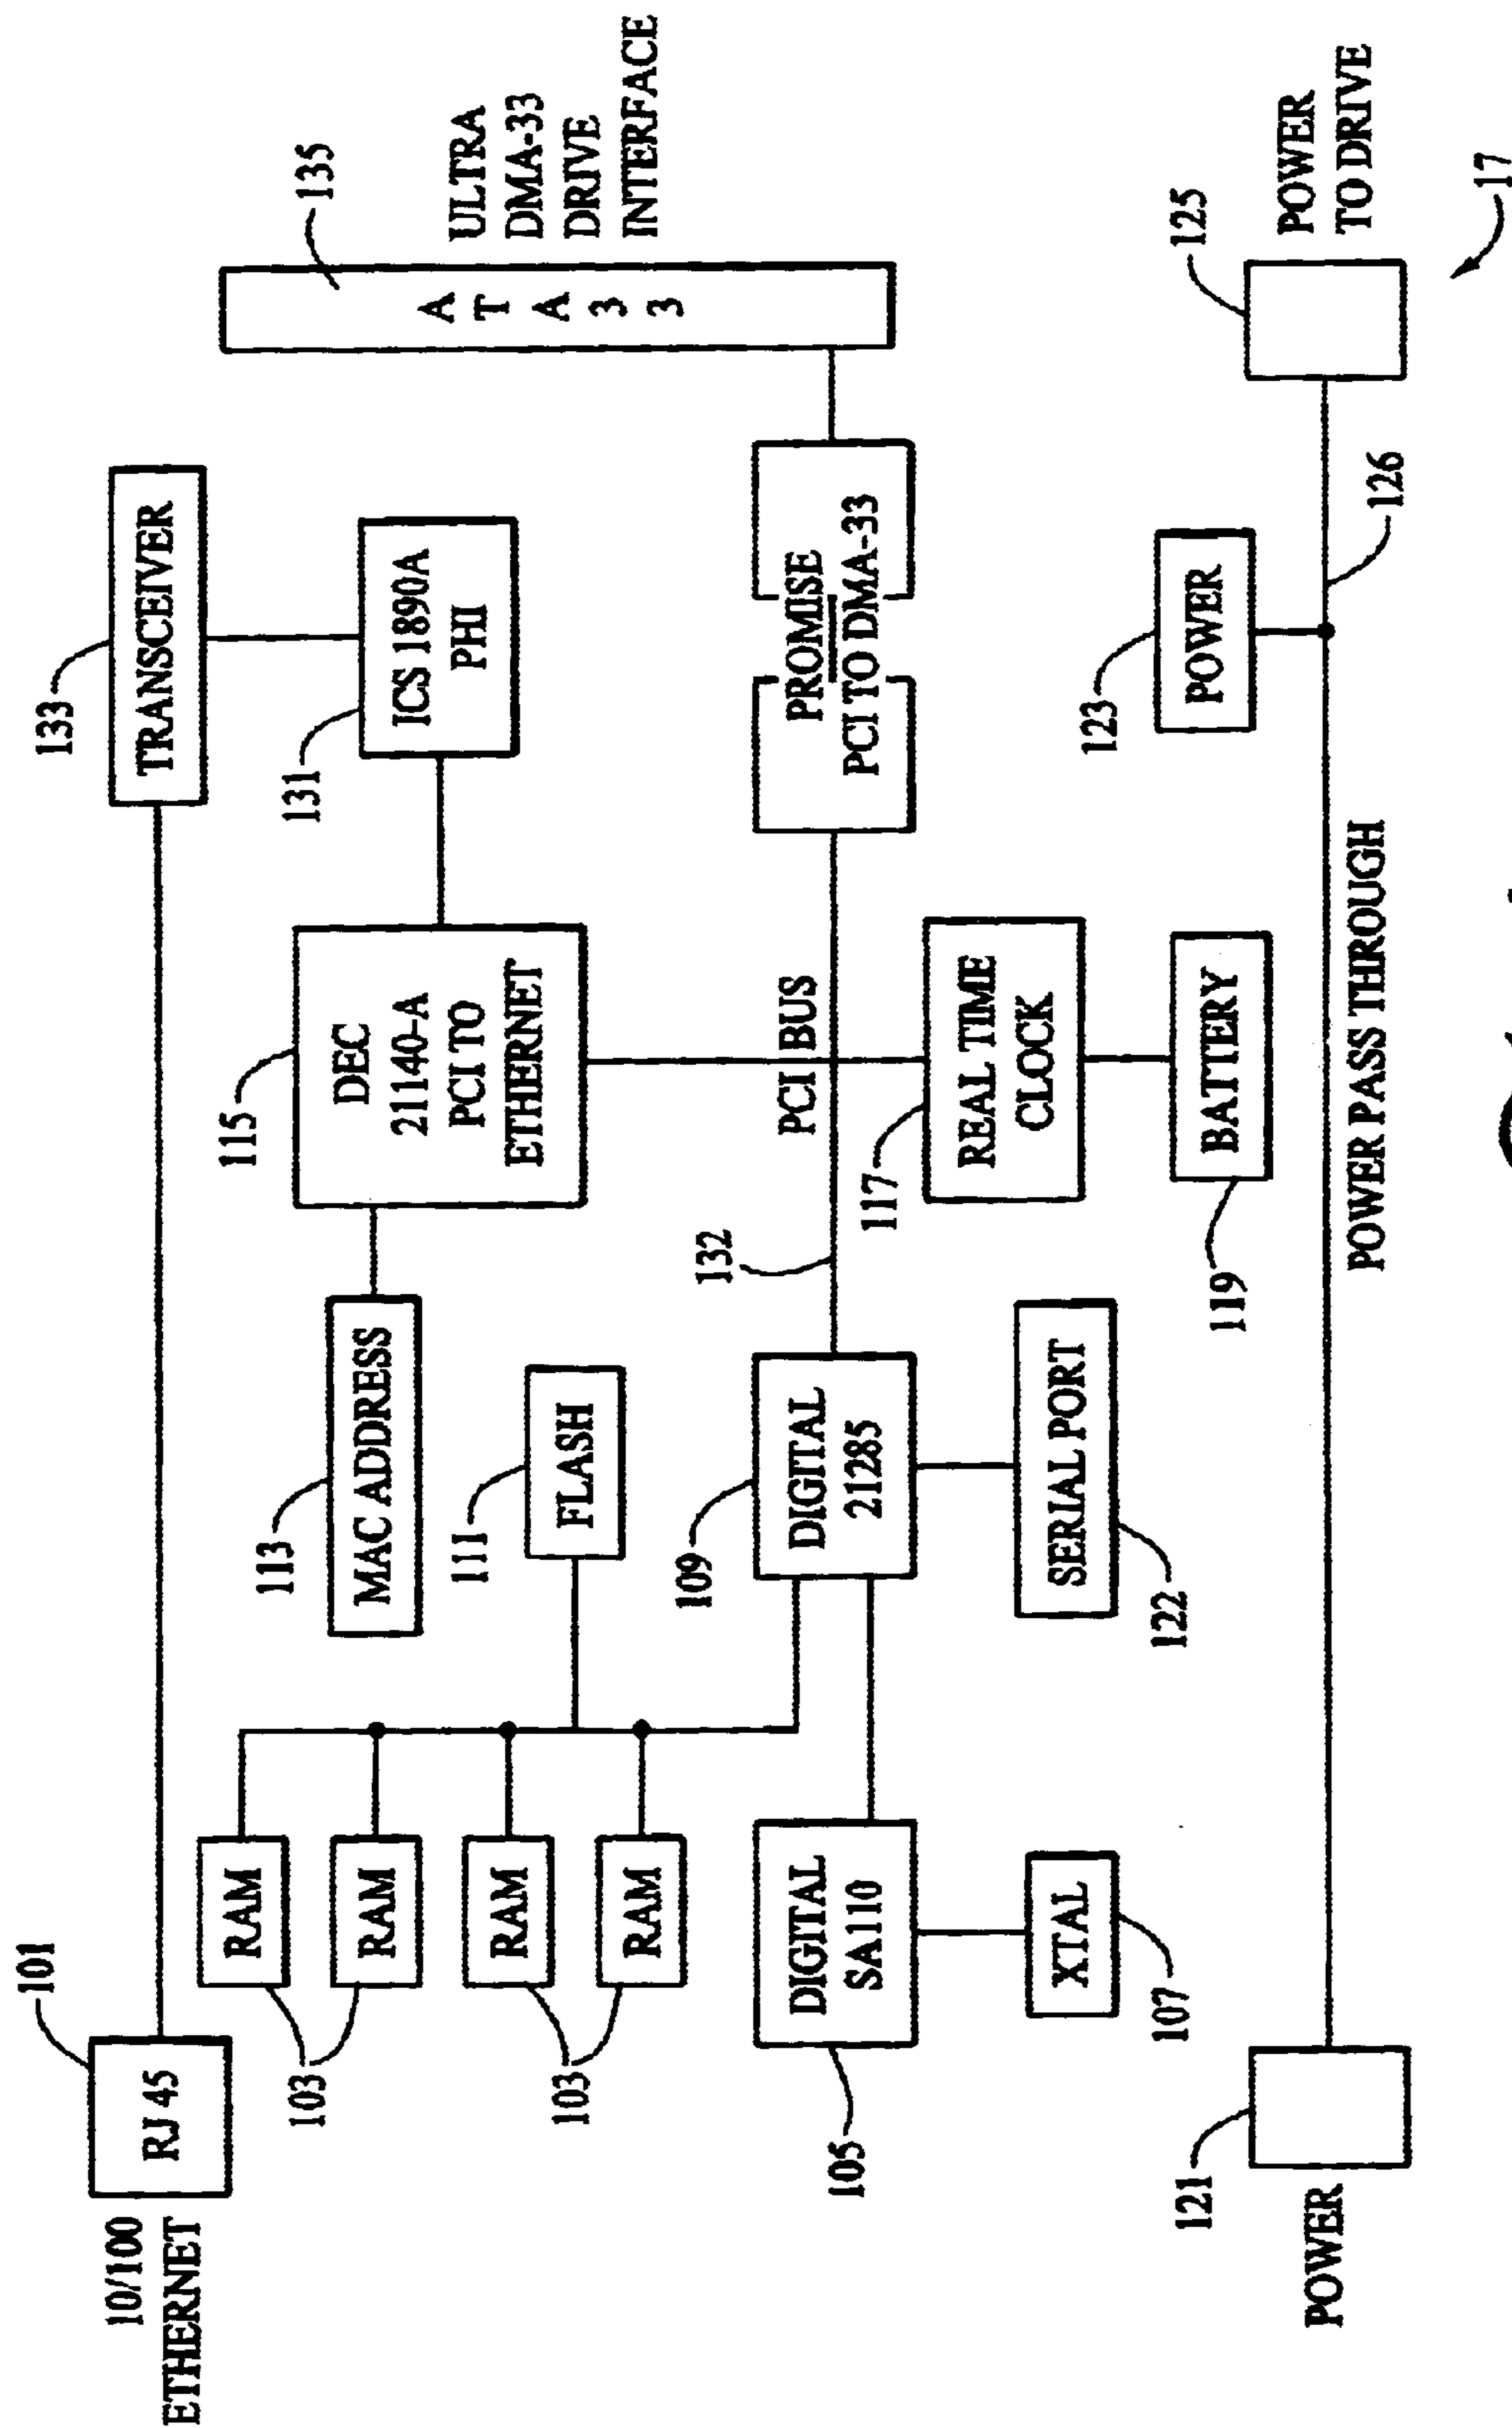 101
10/100
ETHERNET
RJ 45
133
TRANSCEIVER
103
RAM
RAM
103
RAM
RAM
113
MAC ADDRESS
111
FLASH
115
DEC
21140-A
PCI TO
ETHERNET
131
ICS 1890A
PHI
135
A
T
A
3
3
ULTRA
DMA-33
DRIVE
INTERFACE
105
DIGITAL
SA110
XTAL
107
109
DIGITAL
21285
SERIAL PORT
122
132
PCI BUS
117
REAL TIME
CLOCK
BATTERY
119
PROMISE
PCI TO DMA-33
121
POWER
POWER PASS THROUGH
123
POWER
126
125
POWER
TO DRIVE
17